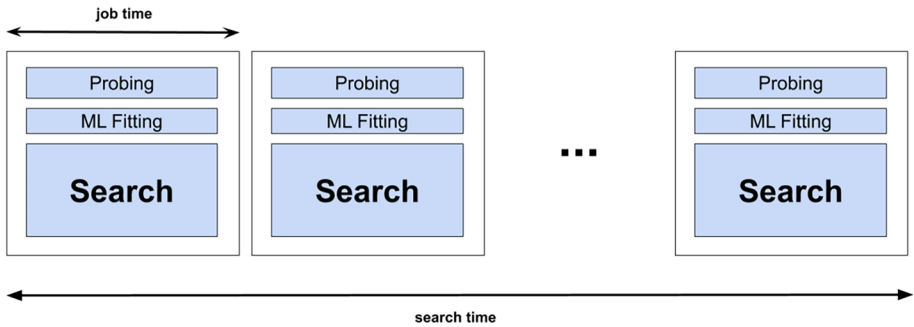 job time
Probing
ML Fitting
Search
Probing
ML Fitting
Search
...
Probing
ML Fitting
Search
search time